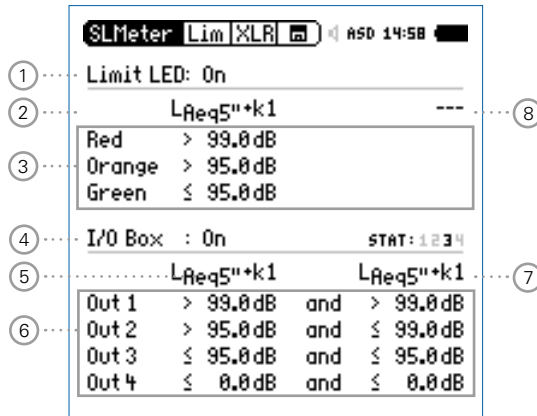 SLMeter Lim XLR ASD 14:58
1 Limit LED: On
2 LAeq5"+k1 --- 8
Red > 99.0dB
3 Orange > 95.0dB
Green ≤ 95.0dB
4 I/O Box : On STAT:1234
5 LAeq5"+k1 LAeq5"+k1 7
Out 1 > 99.0dB and > 99.0dB
6 Out 2 > 95.0dB and ≤ 99.0dB
Out 3 ≤ 95.0dB and ≤ 95.0dB
Out 4 ≤ 0.0dB and ≤ 0.0dB